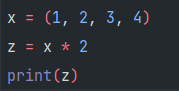 x = (1, 2, 3, 4)
z = x * 2
print(z)